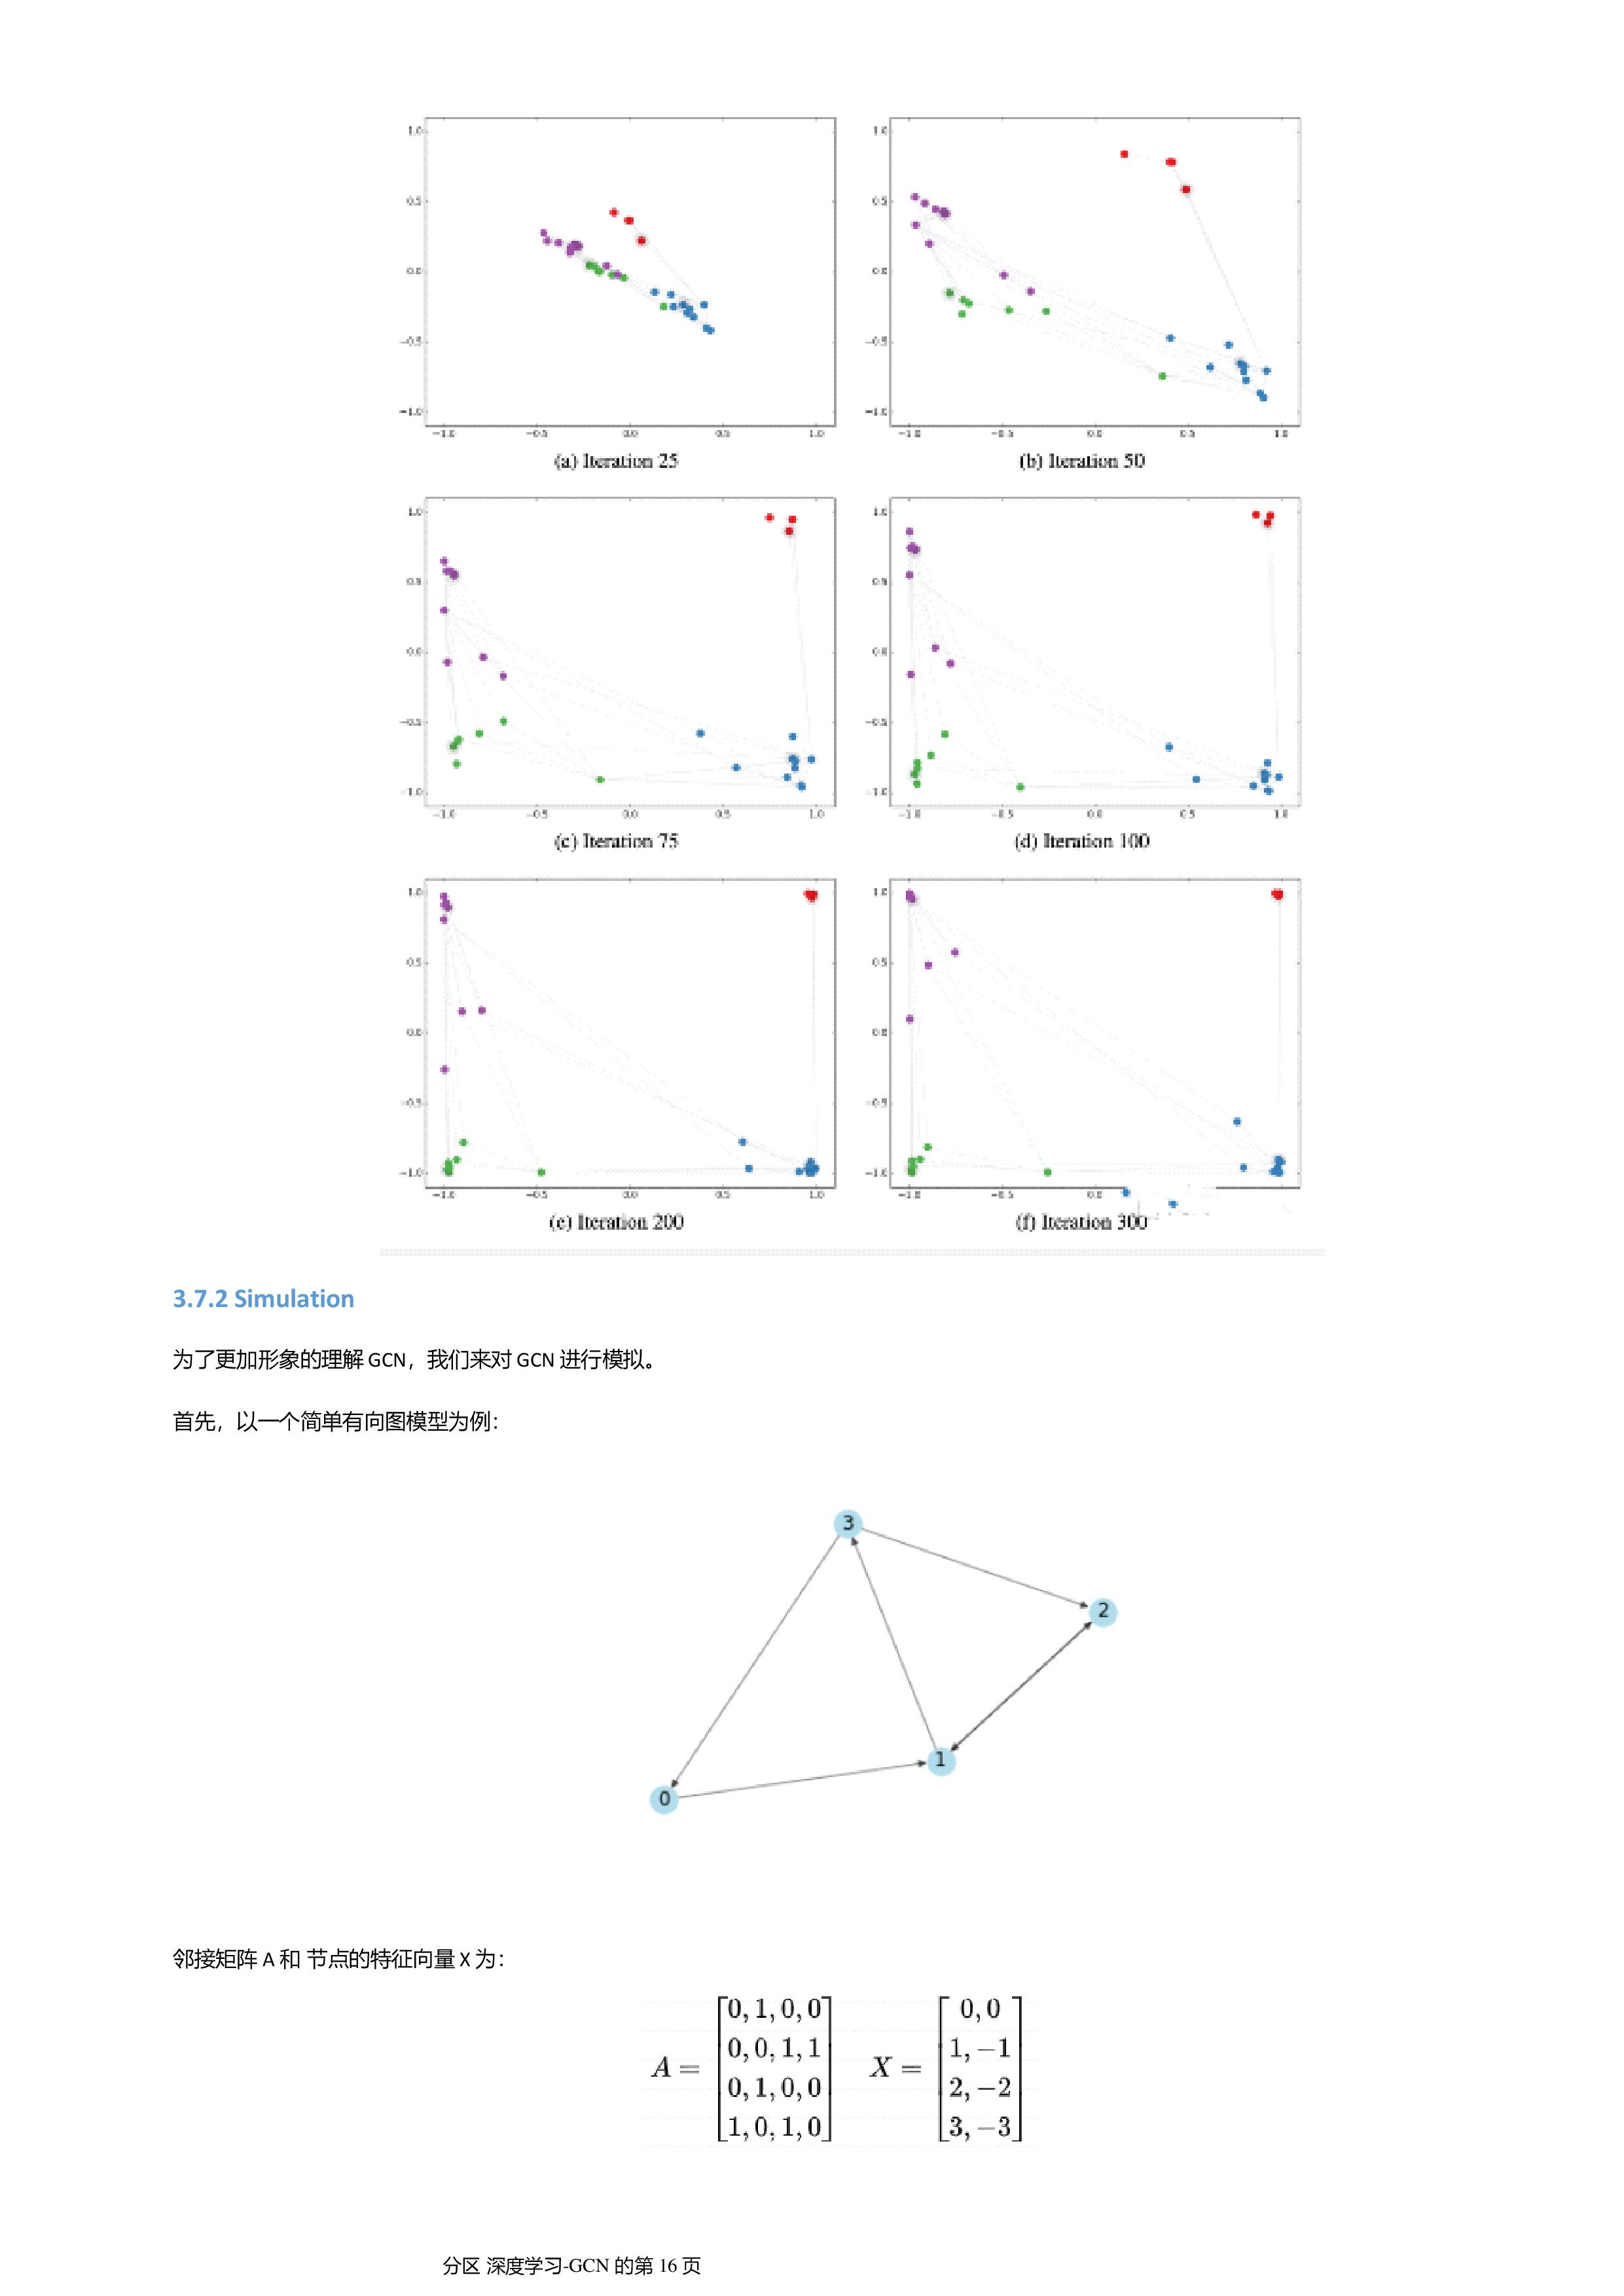 1.0
0.5
0.0
−0.5
−1.0
−1.0 −0.5 0.0 0.5 1.0
(a) Iteration 25
1.0
0.5
0.0
−0.5
−1.0
−1.0 −0.5 0.0 0.5 1.0
(b) Iteration 50
1.0
0.5
0.0
−0.5
−1.0
−1.0 −0.5 0.0 0.5 1.0
(c) Iteration 75
1.0
0.5
0.0
−0.5
−1.0
−1.0 −0.5 0.0 0.5 1.0
(d) Iteration 100
1.0
0.5
0.0
−0.5
−1.0
−1.0 −0.5 0.0 0.5 1.0
(e) Iteration 200
1.0
0.5
0.0
−0.5
−1.0
−1.0 −0.5 0.0
(f) Iteration 300
3.7.2 Simulation
为了更加形象的理解 GCN，我们来对 GCN 进行模拟。
首先，以一个简单有向图模型为例：
3
2
1
0
邻接矩阵 A 和 节点的特征向量 X 为：
A = [0, 1, 0, 0
0, 0, 1, 1
0, 1, 0, 0
1, 0, 1, 0]
X = [0, 0
1, −1
2, −2
3, −3]
分区 深度学习-GCN 的第 16 页